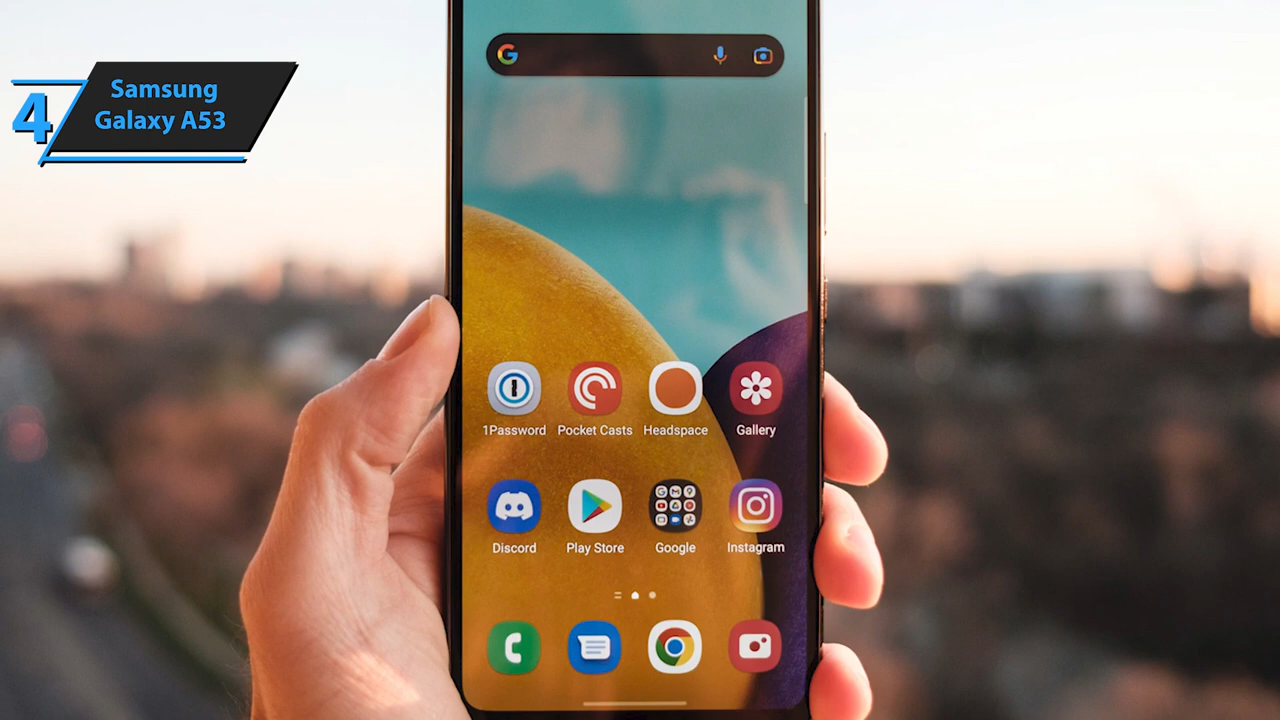 4
Samsung
Galaxy A53
1Password Pocket Casts Headspace Gallery
Discord Play Store Google Instagram